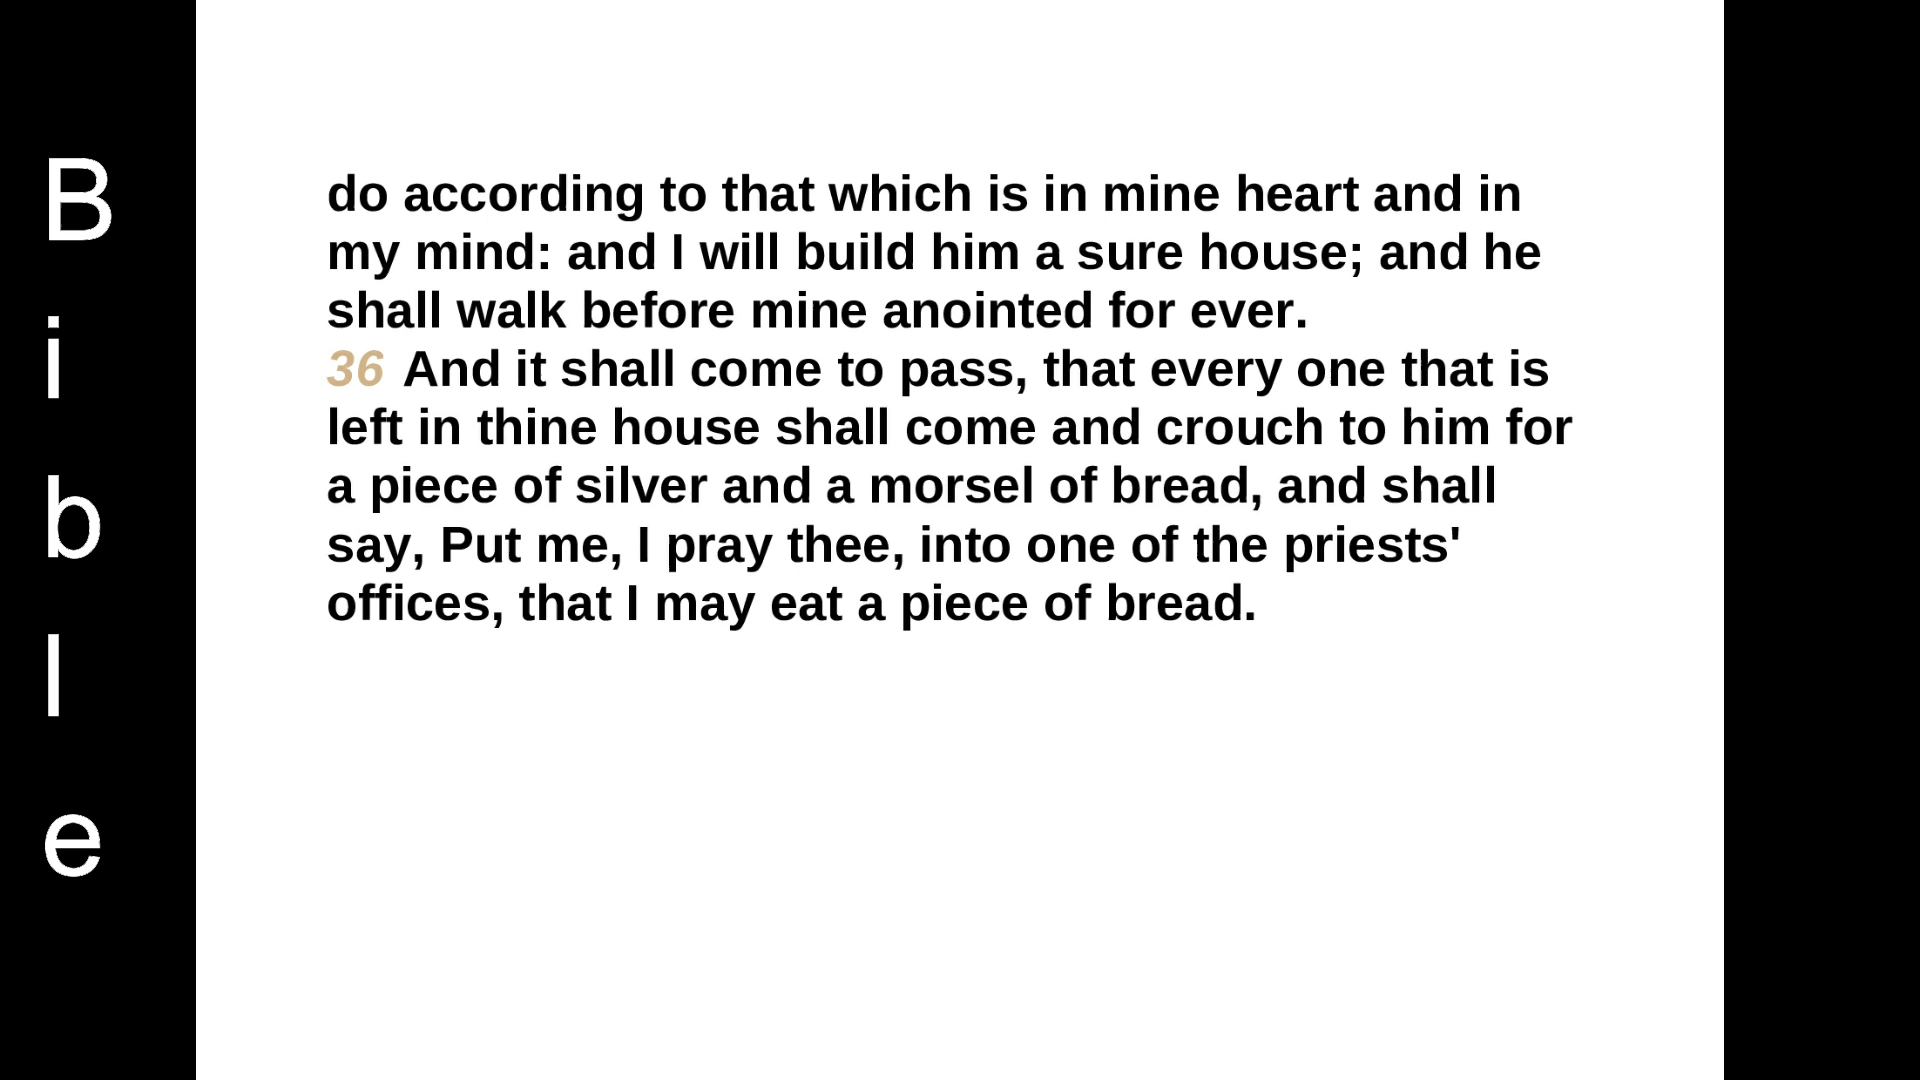 B
i
b
l
e
do according to that which is in mine heart and in
my mind: and I will build him a sure house; and he
shall walk before mine anointed for ever.
36 And it shall come to pass, that every one that is
left in thine house shall come and crouch to him for
a piece of silver and a morsel of bread, and shall
say, Put me, I pray thee, into one of the priests'
offices, that I may eat a piece of bread.